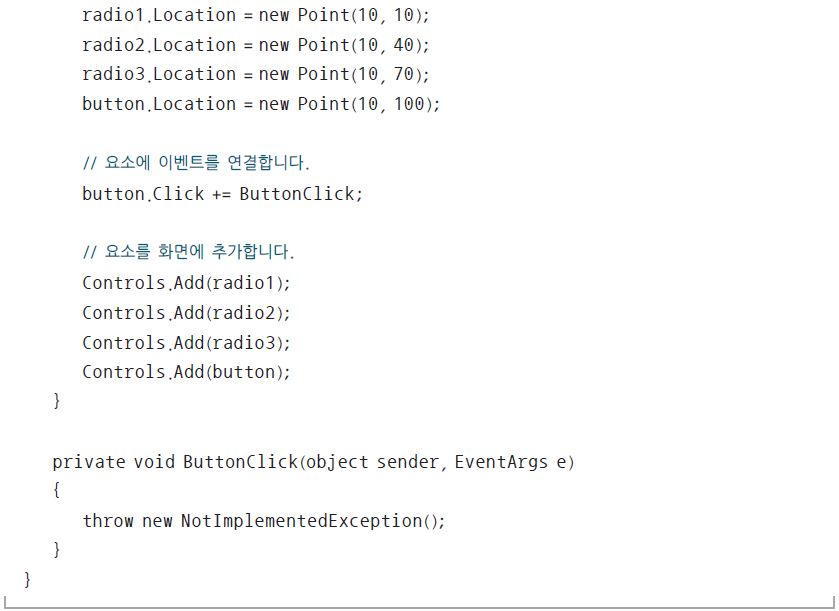 radio1.Location = new Point(10, 10);
radio2.Location = new Point(10, 40);
radio3.Location = new Point(10, 70);
button.Location = new Point(10, 100);
// 요소에 이벤트를 연결합니다.
button.Click += ButtonClick;
// 요소를 화면에 추가합니다.
Controls.Add(radio1);
Controls.Add(radio2);
Controls.Add(radio3);
Controls.Add(button);
}
private void ButtonClick(object sender, EventArgs e)
{
throw new NotImplementedException();
}
}